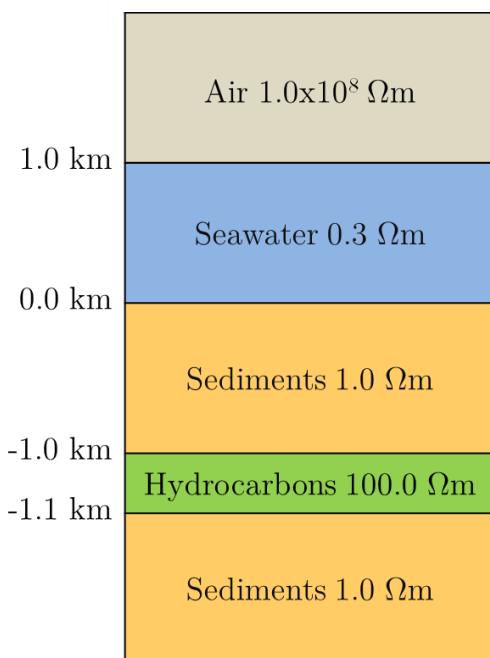 Air 1.0x10⁸ Ωm
1.0 km
Seawater 0.3 Ωm
0.0 km
Sediments 1.0 Ωm
-1.0 km
Hydrocarbons 100.0 Ωm
-1.1 km
Sediments 1.0 Ωm